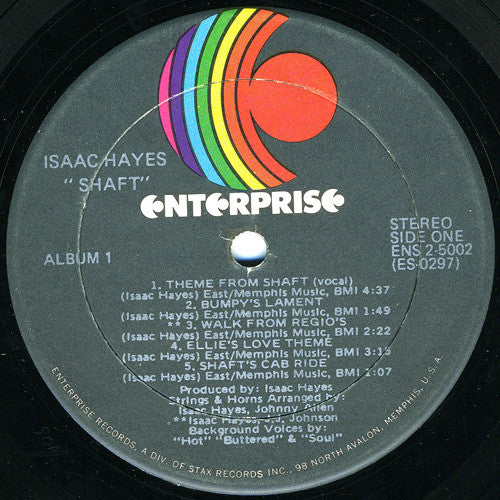 ENTERPRISE
ISAAC HAYES
"SHAFT"
ALBUM 1
STEREO
SIDE ONE
ENS 2-5002
(ES-0297)
1. THEME FROM SHAFT (vocal)
(Isaac Hayes) East/Memphis Music, BMI 4:37
2. BUMPY'S LAMENT
(Isaac Hayes) East/Memphis Music, BMI 1:49
** 3. WALK FROM REGIO'S
(Isaac Hayes) East/Memphis Music, BMI 2:22
4. ELLIE'S LOVE THEME
(Isaac Hayes) East/Memphis Music, BMI 3:13
5. SHAFT'S CAB RIDE
(Isaac Hayes) East/Memphis Music, BMI 1:07
Produced by: Isaac Hayes
Strings & Horns Arranged by:
Isaac Hayes, Johnny Allen
**Isaac Hayes, J.J. Johnson
Background Voices by:
"Hot" "Buttered" & "Soul"
ENTERPRISE RECORDS, A DIV. OF STAX RECORDS INC., 98 NORTH AVALON, MEMPHIS, U.S.A.